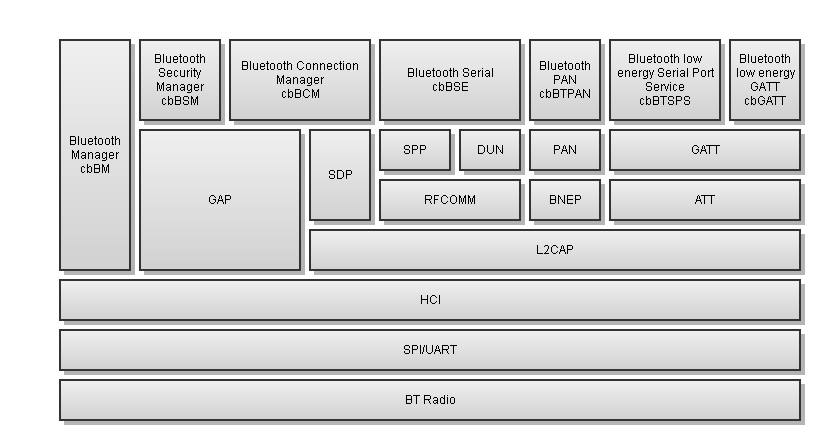 Bluetooth
Manager
cbBM
Bluetooth
Security
Manager
cbBSM
Bluetooth Connection
Manager
cbBCM
Bluetooth Serial
cbBSE
Bluetooth
PAN
cbBTPAN
Bluetooth low
energy Serial Port
Service
cbBTSPS
Bluetooth
low energy
GATT
cbGATT
GAP
SDP
SPP
DUN
PAN
GATT
RFCOMM
BNEP
ATT
L2CAP
HCI
SPI/UART
BT Radio